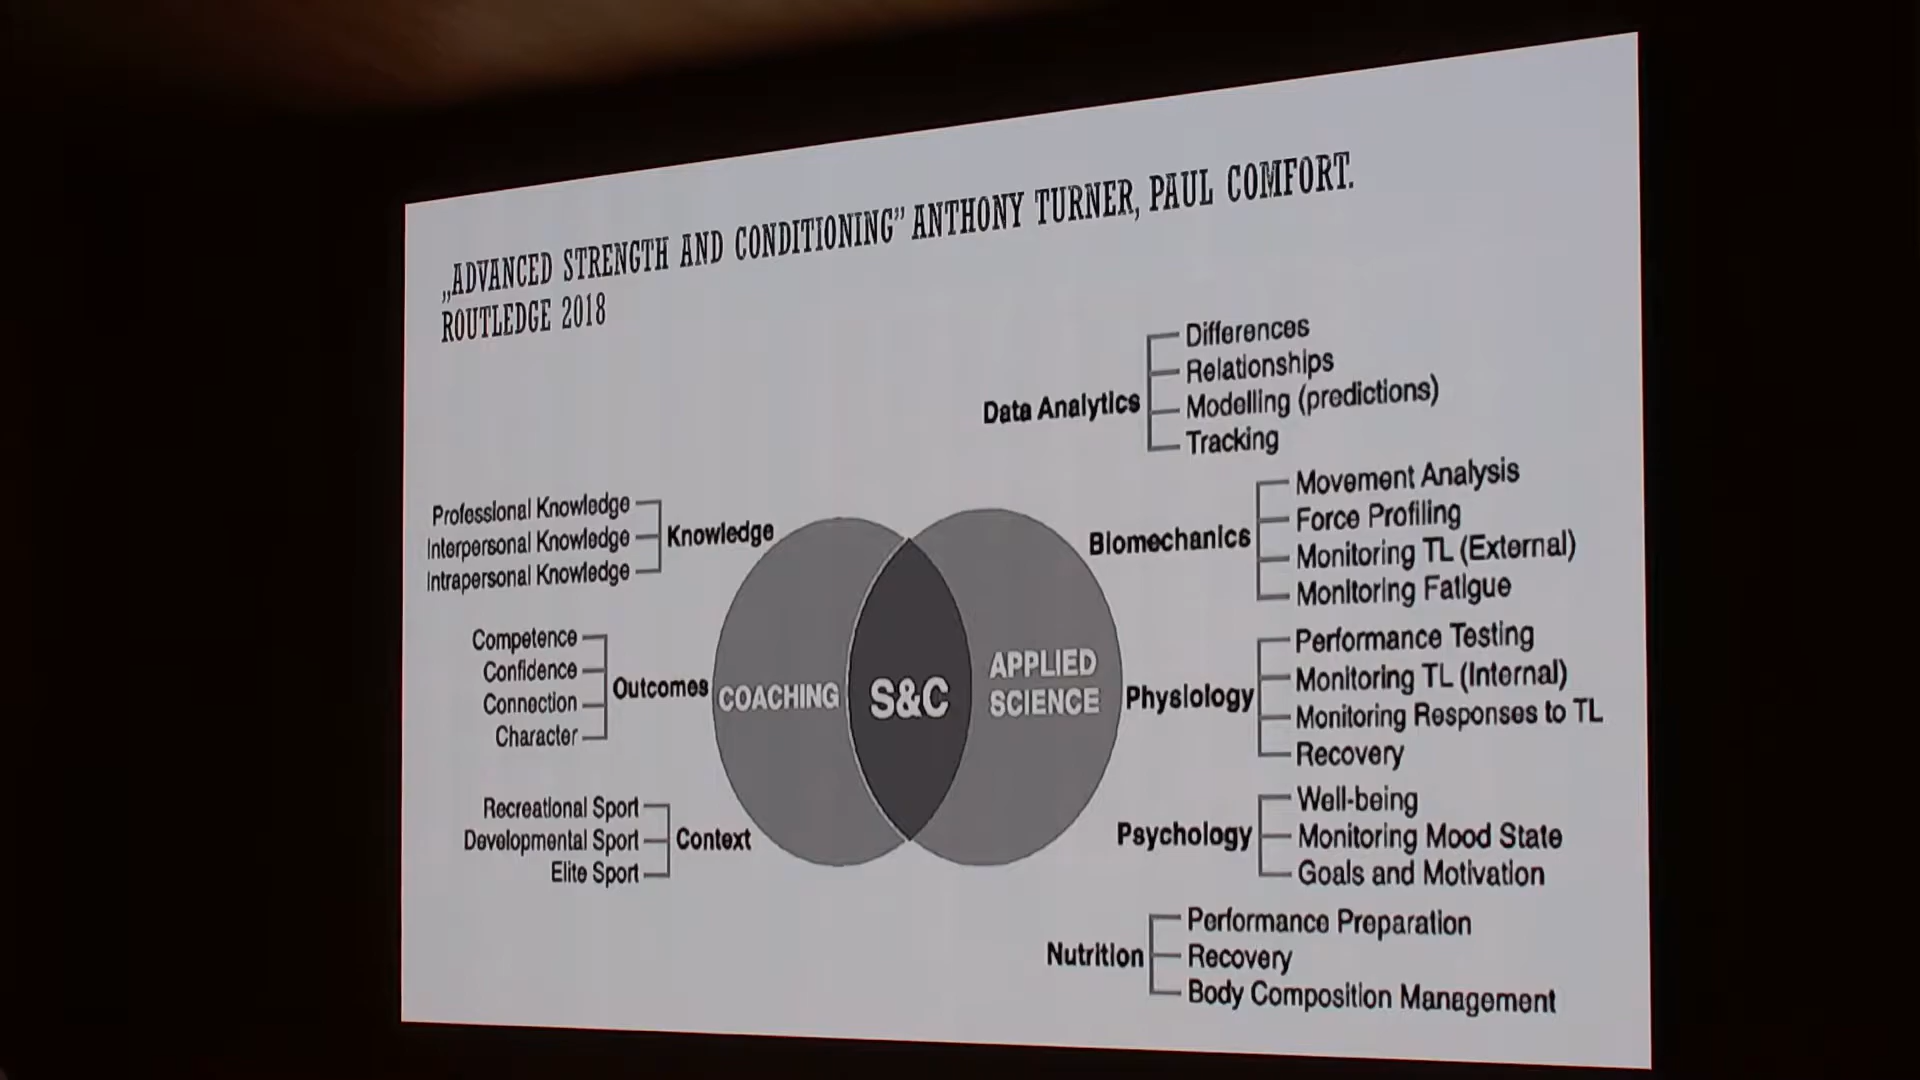 „ADVANCED STRENGTH AND CONDITIONING” ANTHONY TURNER, PAUL COMFORT.
ROUTLEDGE 2018
Professional Knowledge
Interpersonal Knowledge
Intrapersonal Knowledge
Knowledge
Competence
Confidence
Connection
Character
Outcomes
Recreational Sport
Developmental Sport
Elite Sport
Context
COACHING
S&C
APPLIED
SCIENCE
Data Analytics
Differences
Relationships
Modelling (predictions)
Tracking
Biomechanics
Movement Analysis
Force Profiling
Monitoring TL (External)
Monitoring Fatigue
Physiology
Performance Testing
Monitoring TL (Internal)
Monitoring Responses to TL
Recovery
Psychology
Well-being
Monitoring Mood State
Goals and Motivation
Nutrition
Performance Preparation
Recovery
Body Composition Management